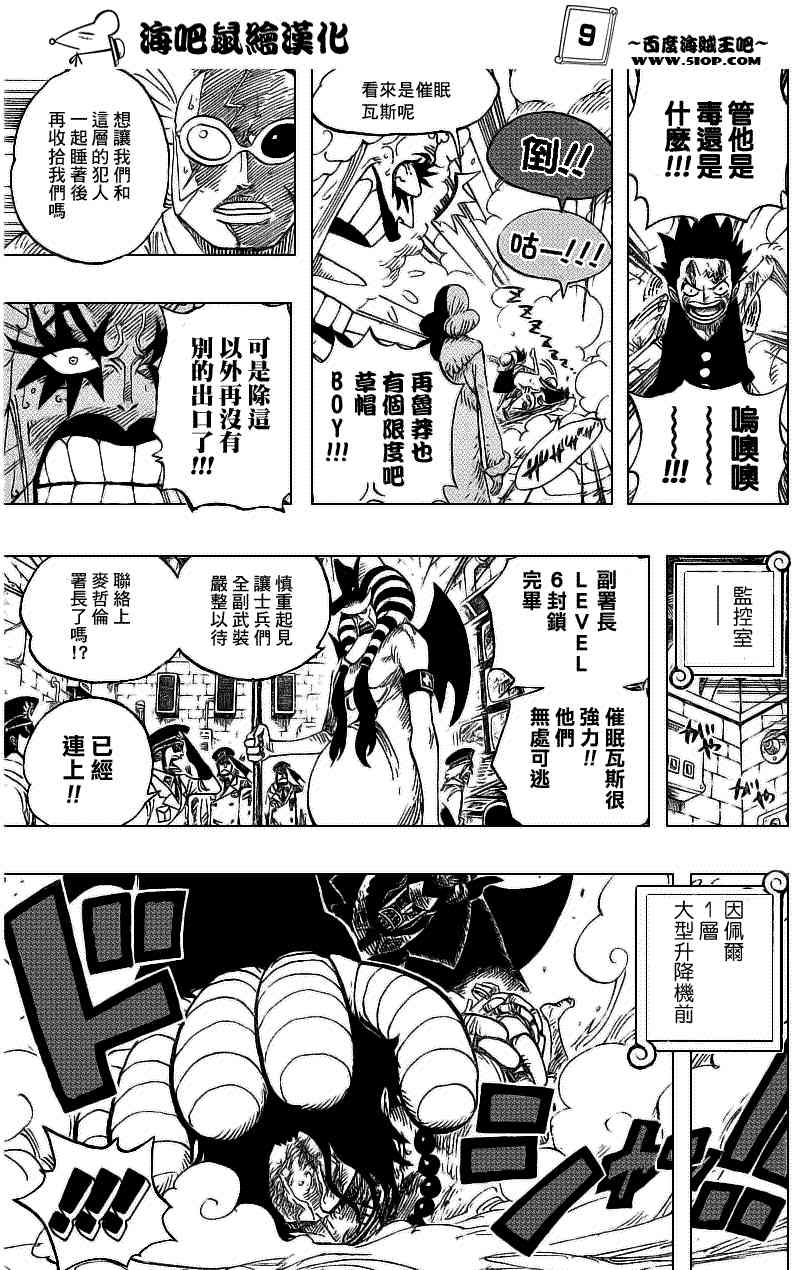 海吧鼠繪漢化
9
~百度海賊王吧~
www.51OP.com
管他是
毒還是
什麼!!!
嗚噢噢
~~~
~~!!!
倒!!
咕—!!!
看來是催眠
瓦斯呢
再魯莽也
有個限度吧
草帽
BOY!!!
想讓我們和
這層的犯人
一起睡著後
再收拾我們
嗎
可是除這
以外再沒有
別的出口了!!!
監控室
—
ガヤ
ガヤ
副署長
LEVEL
6封鎖
完畢
催眠瓦斯很
強力!!
他們
無處可逃
慎重起見
讓士兵們
全副武裝
嚴整以待
聯絡上
麥哲倫
署長了嗎!?
已經
連上!!
因佩爾
1層
大型升降機前
ドド
!!!